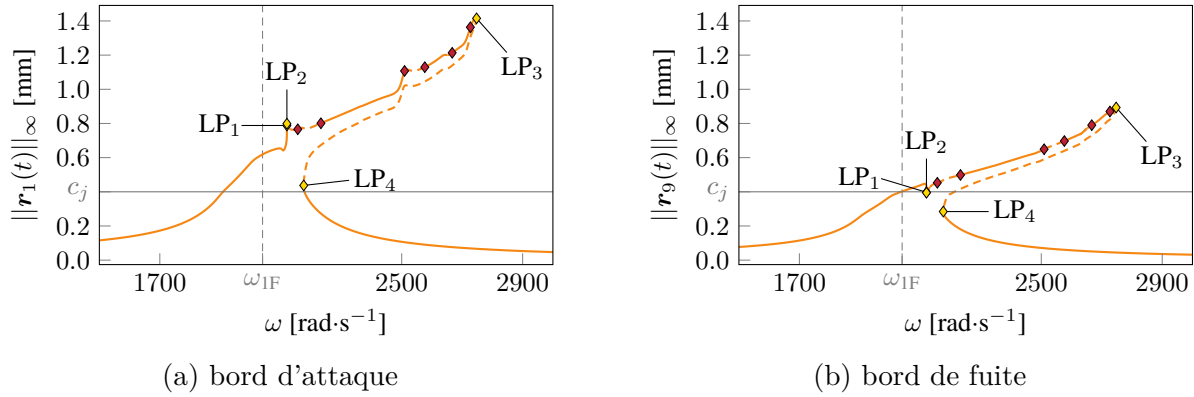 ||r₁(t)||∞ [mm]
1.4
1.2
1.0
0.8
0.6
c_j
0.2
0.0
LP₁
LP₂
LP₃
LP₄
1700
ω₁F
2500
2900
ω [rad·s⁻¹]
(a) bord d'attaque
||r₉(t)||∞ [mm]
1.4
1.2
1.0
0.8
0.6
c_j
0.2
0.0
LP₁
LP₂
LP₃
LP₄
1700
ω₁F
2500
2900
ω [rad·s⁻¹]
(b) bord de fuite